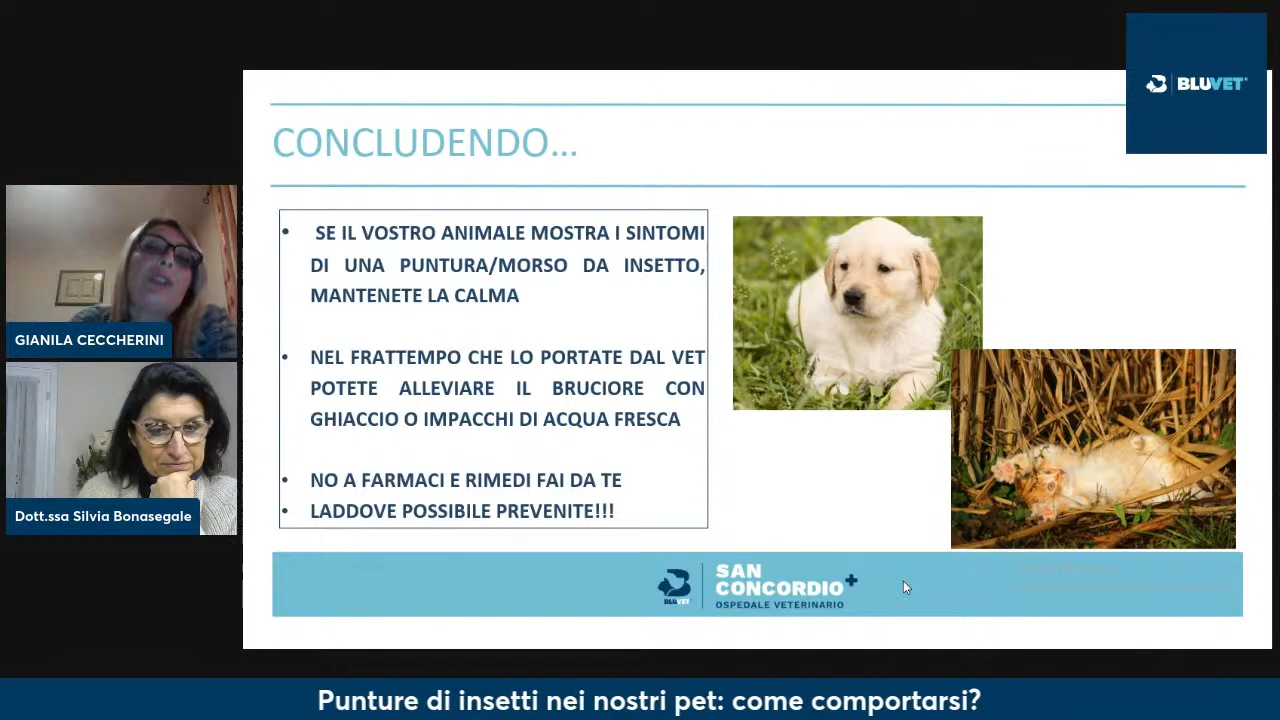 BLUVET
CONCLUDENDO...
• SE IL VOSTRO ANIMALE MOSTRA I SINTOMI
DI UNA PUNTURA/MORSO DA INSETTO,
MANTENETE LA CALMA
• NEL FRATTEMPO CHE LO PORTATE DAL VET
POTETE ALLEVIARE IL BRUCIORE CON
GHIACCIO O IMPACCHI DI ACQUA FRESCA
• NO A FARMACI E RIMEDI FAI DA TE
• LADDOVE POSSIBILE PREVENITE!!!
GIANILA CECCHERINI
Dott.ssa Silvia Bonasegale
BLUVET
SAN
CONCORDIO+
OSPEDALE VETERINARIO
Punture di insetti nei nostri pet: come comportarsi?